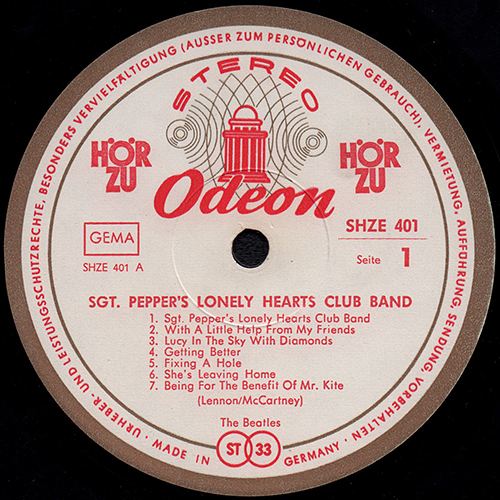 URHEBER- UND LEISTUNGSSCHUTZRECHTE, BESONDERS VERVIELFÄLTIGUNG (AUSSER ZUM PERSÖNLICHEN GEBRAUCH), VERMIETUNG, AUFFÜHRUNG, SENDUNG VORBEHALTEN · MADE IN GERMANY ·
STEREO
HÖR ZU
HÖR ZU
Odeon
GEMA
SHZE 401 A
SHZE 401
Seite 1
SGT. PEPPER'S LONELY HEARTS CLUB BAND
1. Sgt. Pepper's Lonely Hearts Club Band
2. With A Little Help From My Friends
3. Lucy In The Sky With Diamonds
4. Getting Better
5. Fixing A Hole
6. She's Leaving Home
7. Being For The Benefit Of Mr. Kite
(Lennon/McCartney)
The Beatles
ST 33